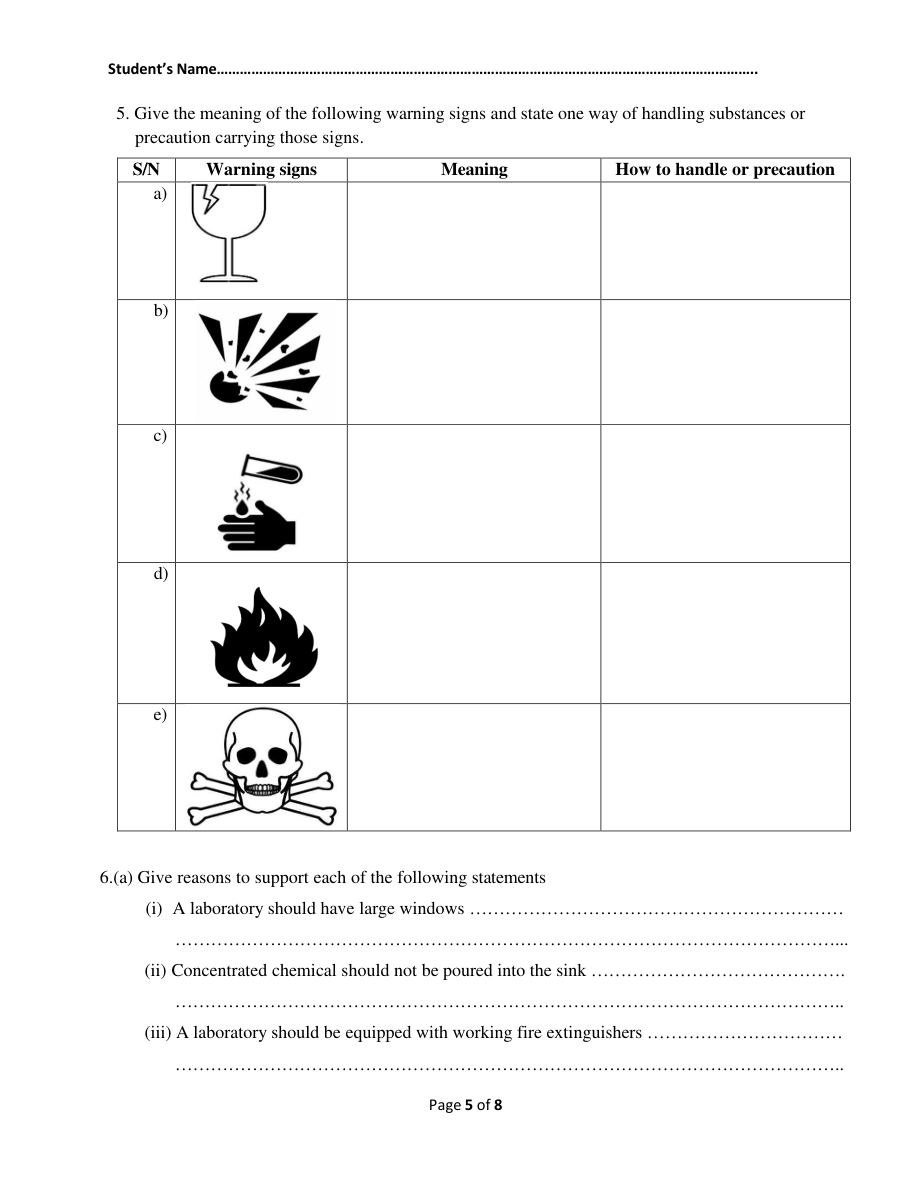 Student's Name…………………………………………………………………………………………………………………..
5. Give the meaning of the following warning signs and state one way of handling substances or
precaution carrying those signs.
S/N Warning signs Meaning How to handle or precaution
a)
b)
c)
d)
e)
6.(a) Give reasons to support each of the following statements
(i) A laboratory should have large windows ………………………………………………………
…………………………………………………………………………………………………...
(ii) Concentrated chemical should not be poured into the sink …………………………………….
…………………………………………………………………………………………………..
(iii) A laboratory should be equipped with working fire extinguishers ……………………………
…………………………………………………………………………………………………..
Page 5 of 8